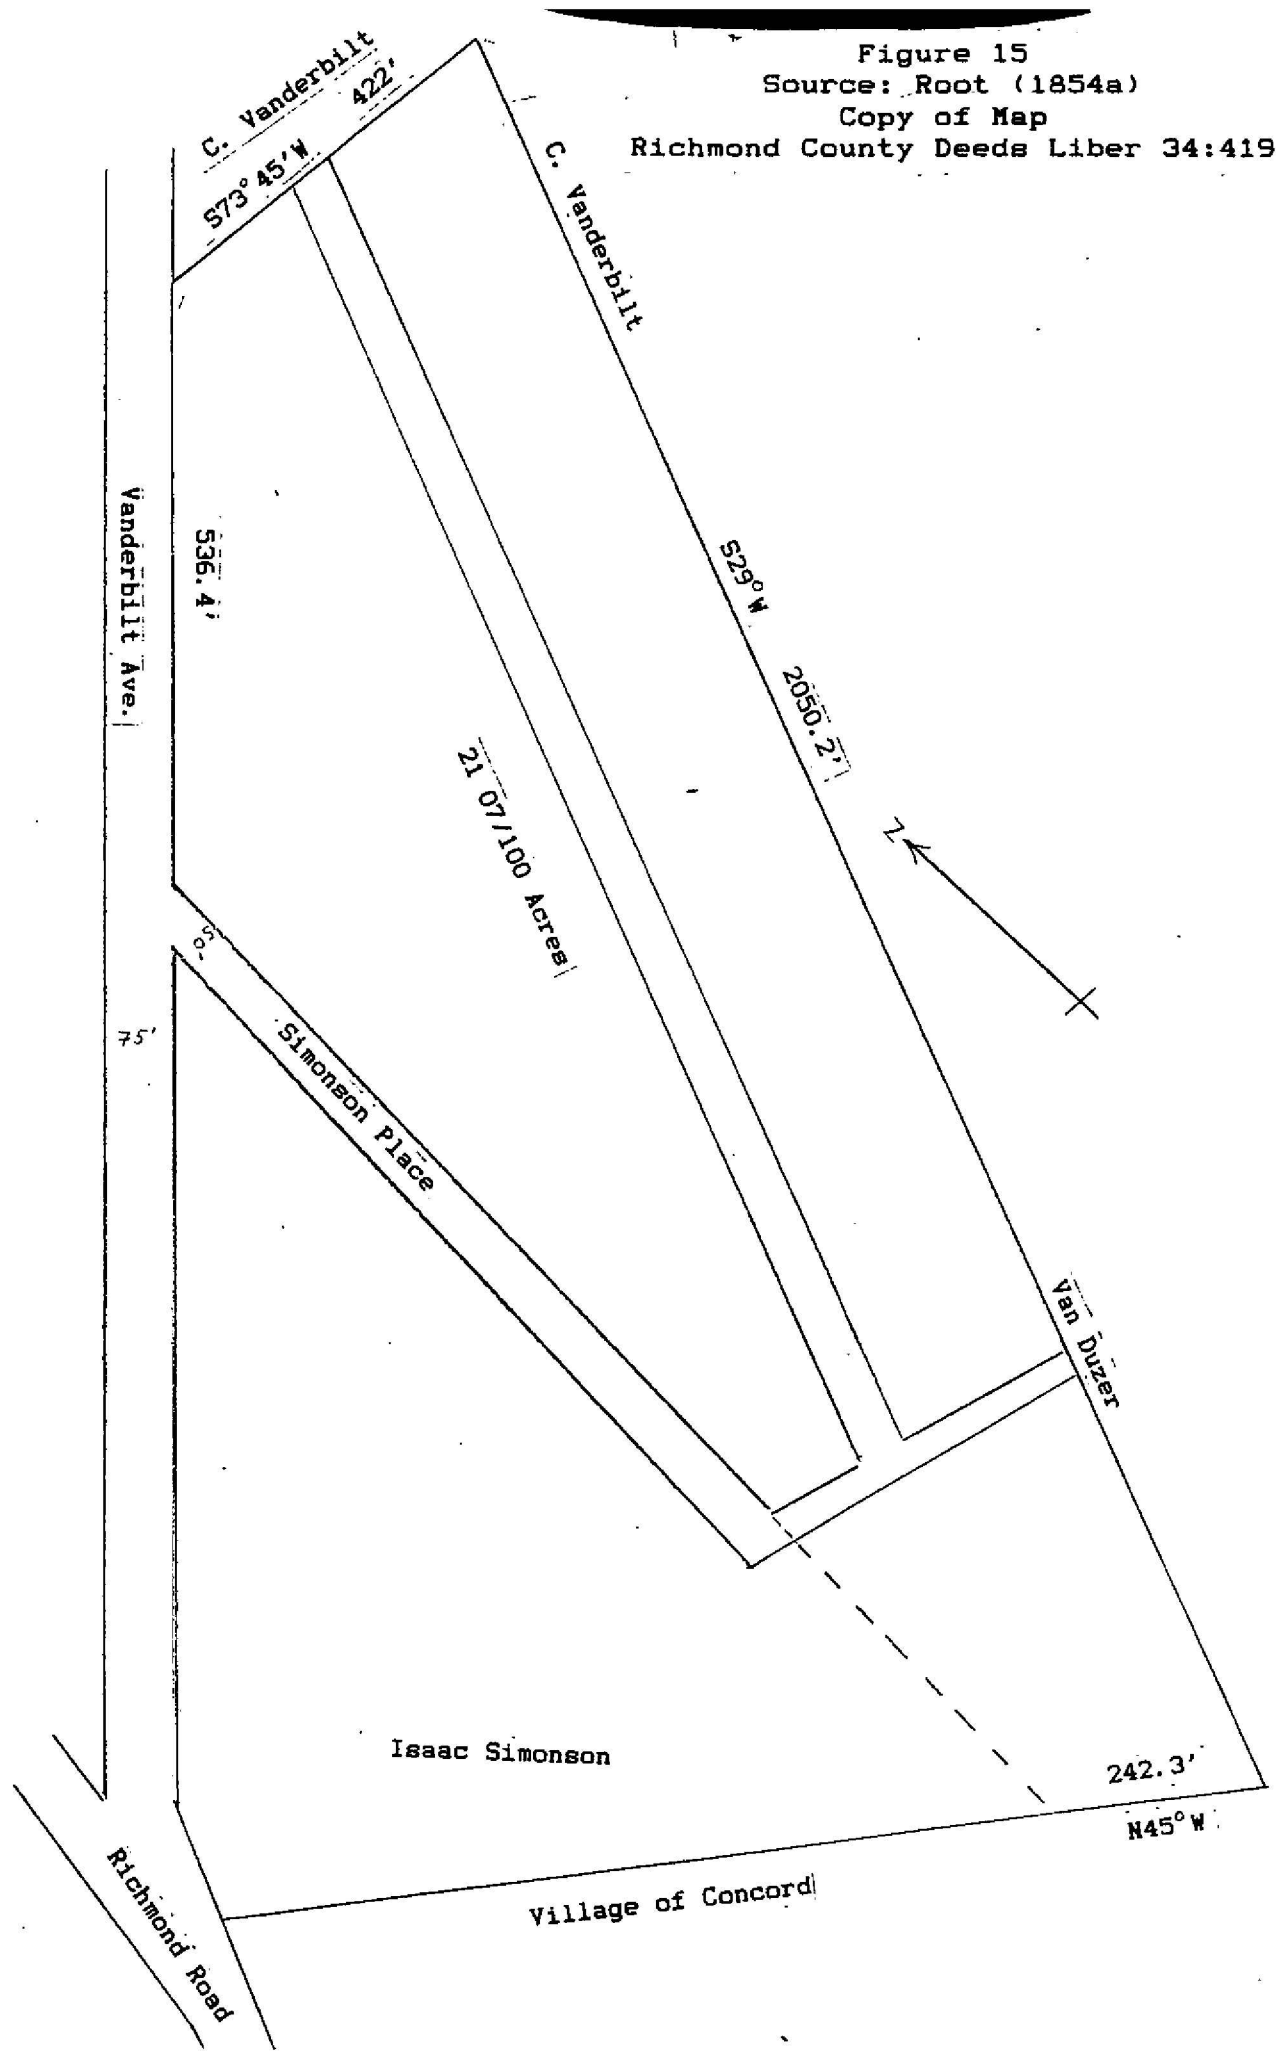 Figure 15
Source: Root (1854a)
Copy of Map
Richmond County Deeds Liber 34:419
C. Vanderbilt
422'
S73°45'W
C. Vanderbilt
S29°W
2050.2'
Vanderbilt Ave.
536.4'
21 07/100 Acres
N
75'
Simonson Place
Van Duzer
Isaac Simonson
242.3'
N45°W
Village of Concord
Richmond Road